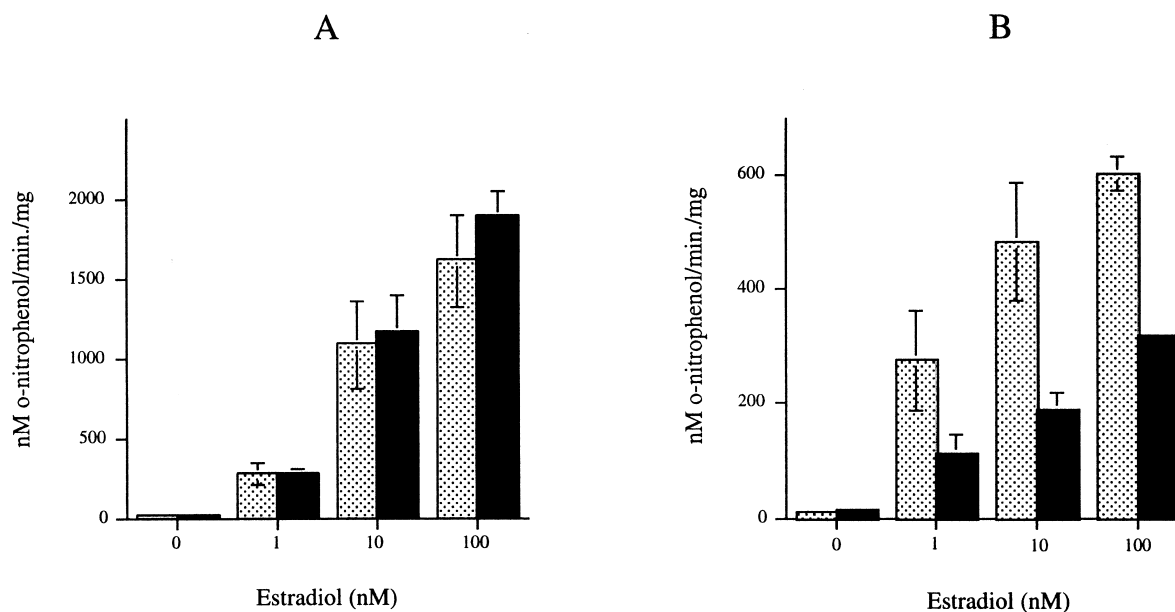 A
nM o-nitrophenol/min./mg
2000
1500
1000
500
0
0 1 10 100
Estradiol (nM)
B
nM o-nitrophenol/min./mg
600
400
200
0
0 1 10 100
Estradiol (nM)